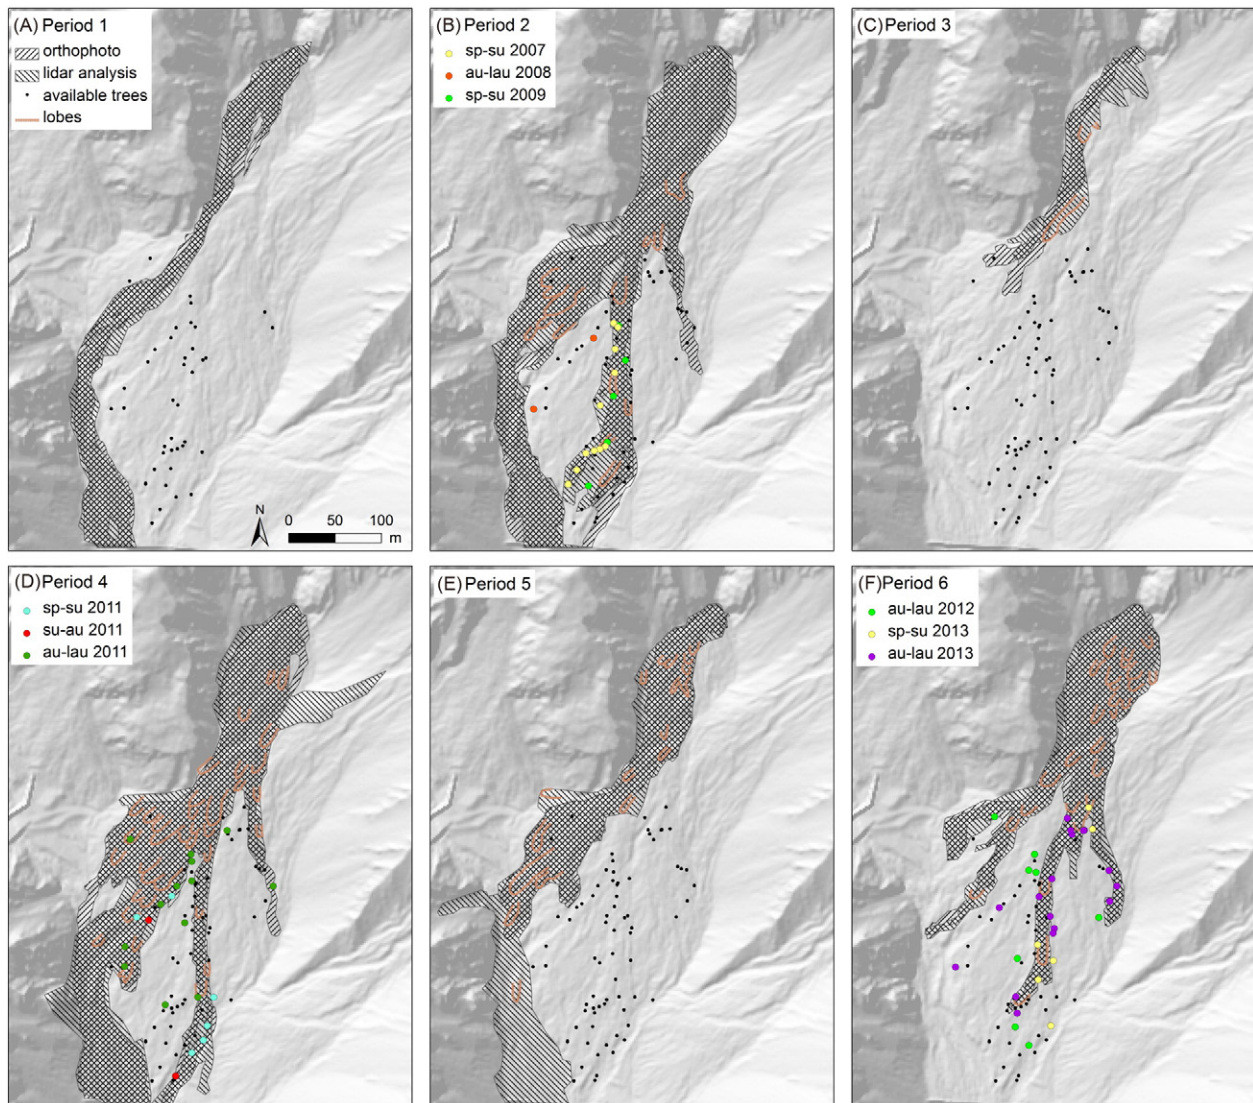 (A) Period 1
orthophoto
lidar analysis
available trees
lobes
N
0 50 100
m
(B) Period 2
sp-su 2007
au-lau 2008
sp-su 2009
(C) Period 3
(D) Period 4
sp-su 2011
su-au 2011
au-lau 2011
(E) Period 5
(F) Period 6
au-lau 2012
sp-su 2013
au-lau 2013